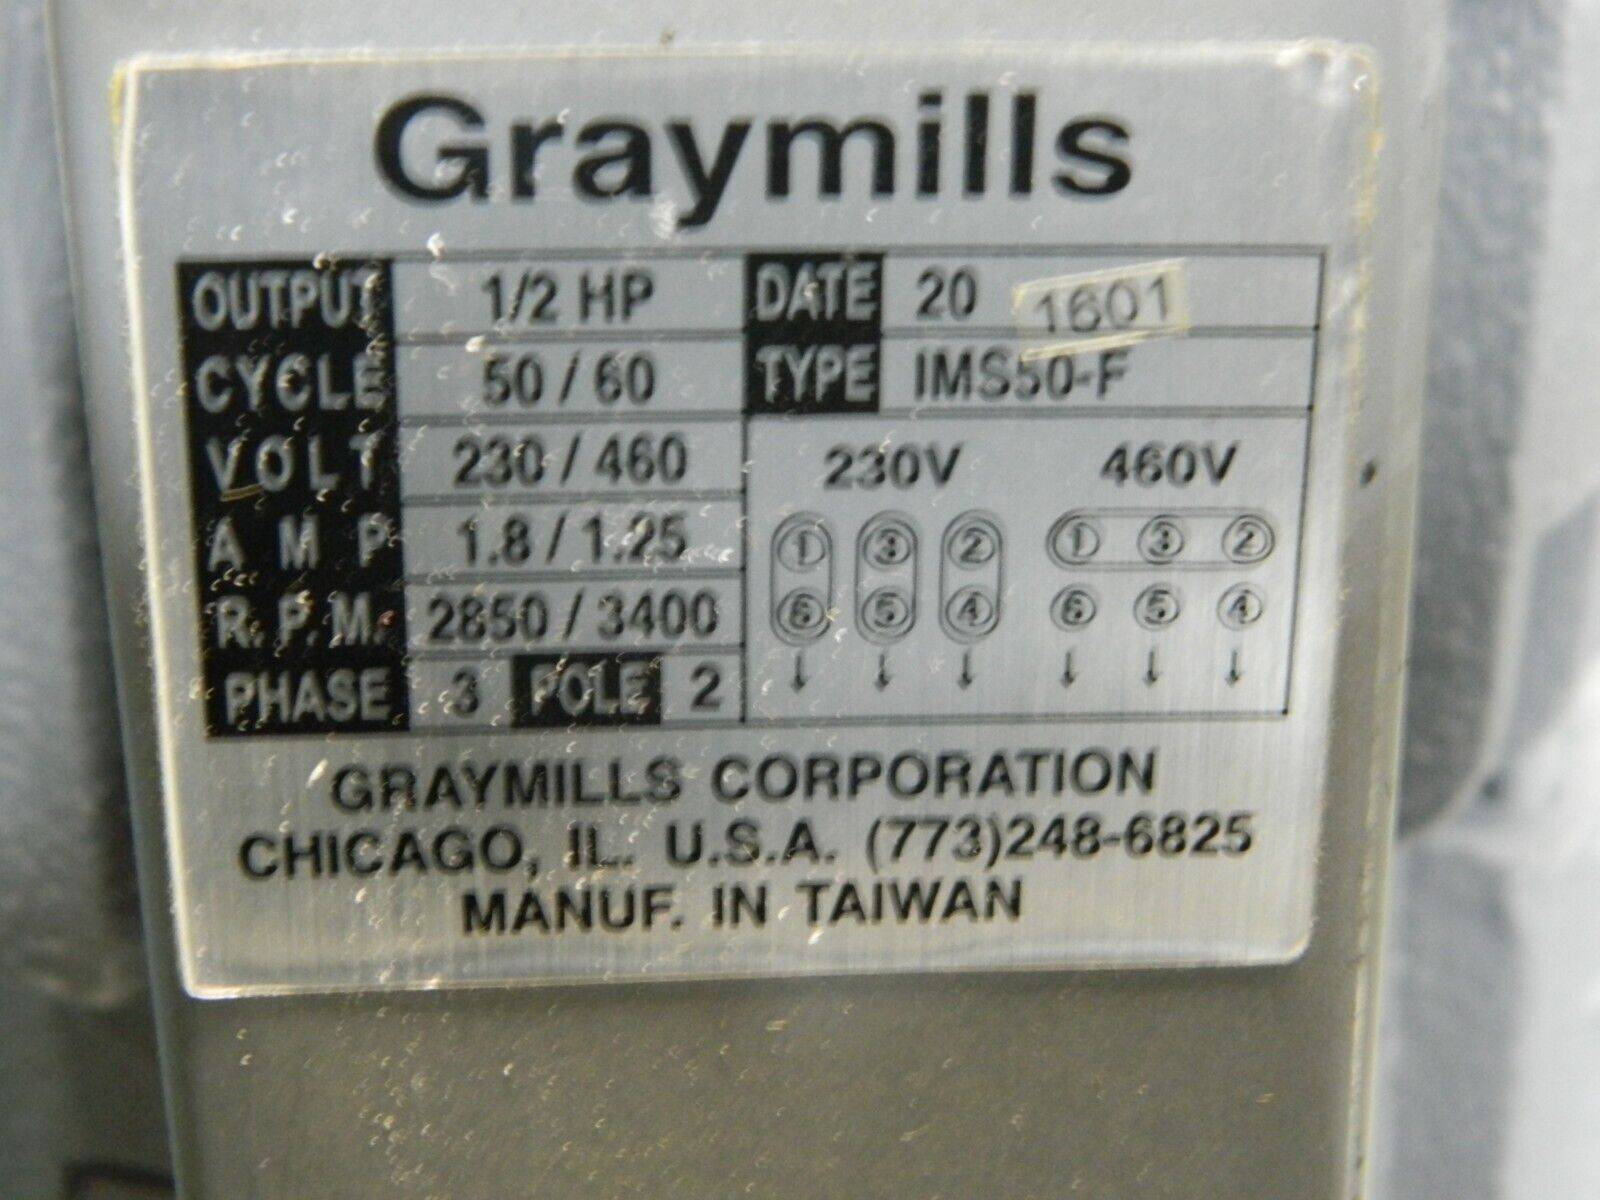 Graymills
OUTPUT 1/2 HP DATE 20 1601
CYCLE 50 / 60 TYPE IMS50-F
VOLT 230 / 460 230V 460V
AMP 1.8 / 1.25 ① ③ ② ① ③ ②
R.P.M. 2850 / 3400 ⑥ ⑤ ④ ⑥ ⑤ ④
PHASE 3 POLE 2 ↓ ↓ ↓ ↓ ↓ ↓
GRAYMILLS CORPORATION
CHICAGO, IL. U.S.A. (773)248-6825
MANUF. IN TAIWAN